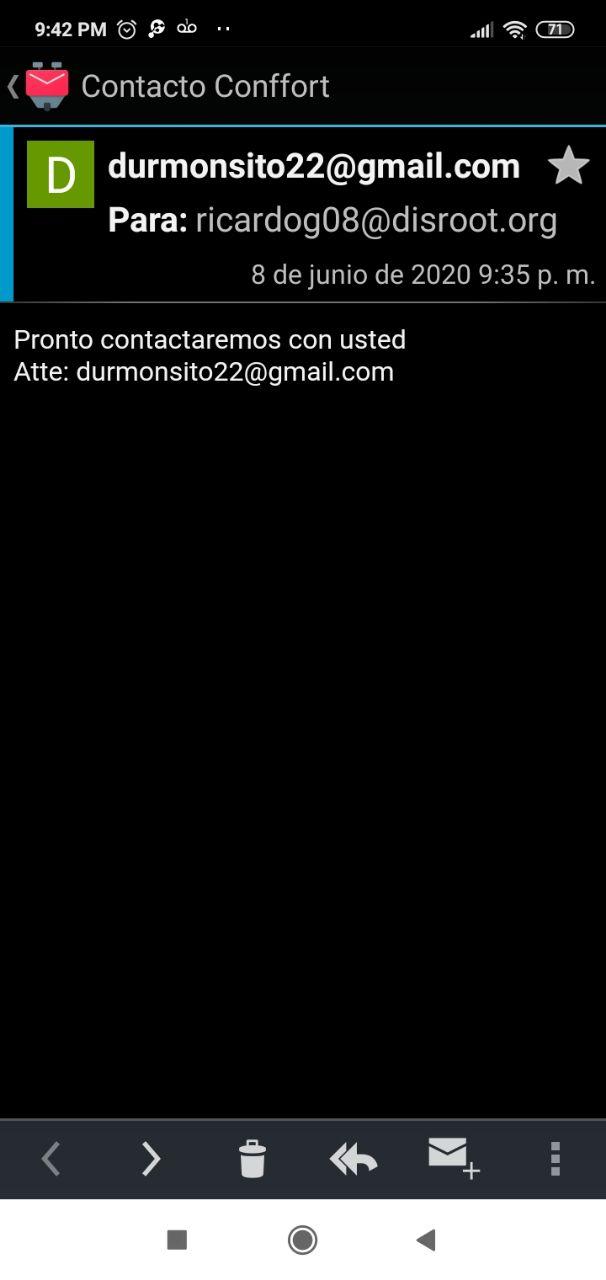 9:42 PM
71
Contacto Conffort
D
durmonsito22@gmail.com
Para: ricardog08@disroot.org
8 de junio de 2020 9:35 p. m.
Pronto contactaremos con usted
Atte: durmonsito22@gmail.com